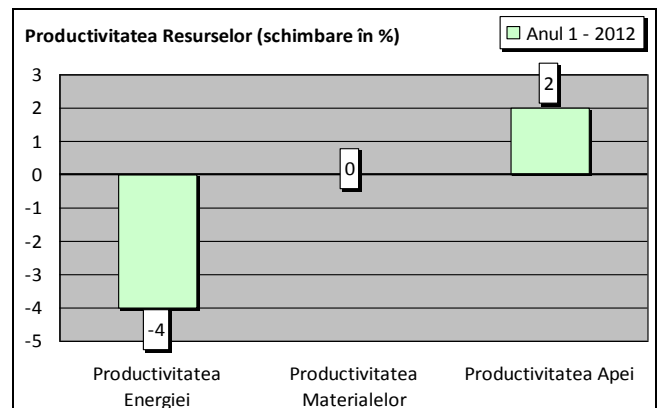 Productivitatea Resurselor (schimbare în %)
Anul 1 - 2012
3
2
1
0
-1
-2
-3
-4
-5
-4
0
2
Productivitatea
Energiei
Productivitatea
Materialelor
Productivitatea Apei